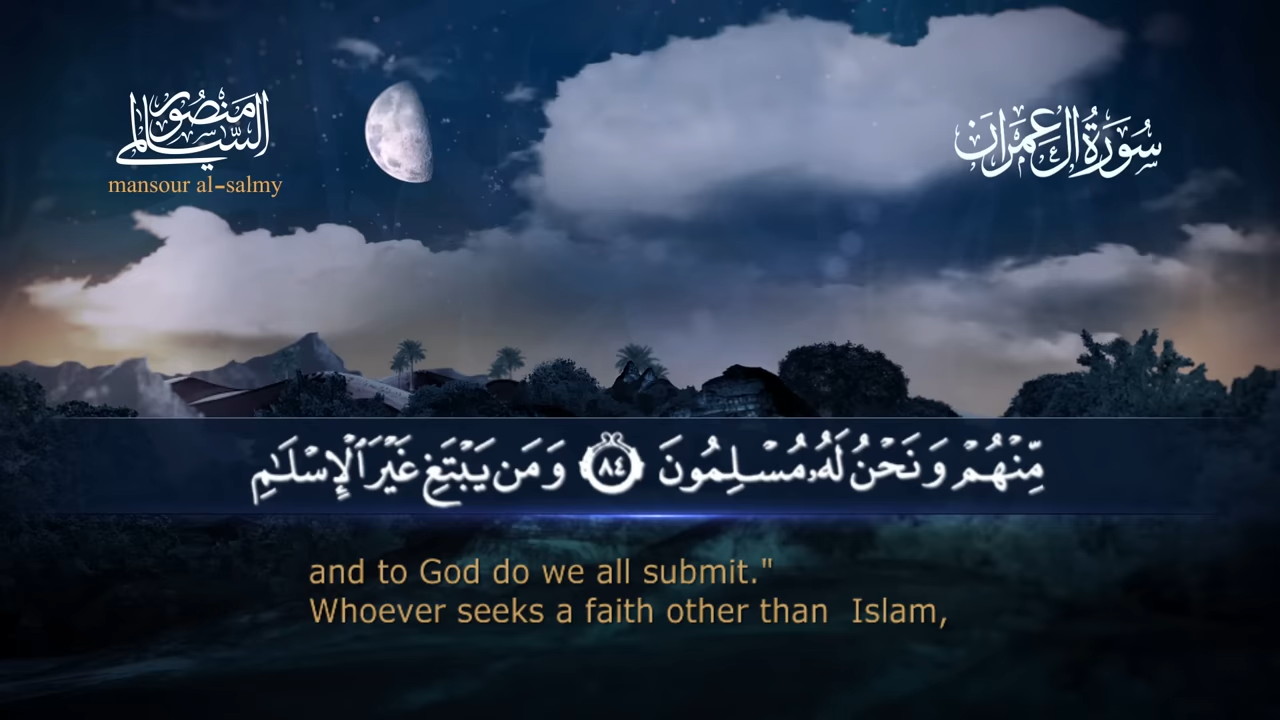 منصور السالمي
mansour al-salmy
سُورَةُ آلِ عِمْرَان
مِّنْهُمْ وَنَحْنُ لَهُۥ مُسْلِمُونَ ٨٤ وَمَن يَبْتَغِ غَيْرَ ٱلْإِسْلَـٰمِ
and to God do we all submit."
Whoever seeks a faith other than Islam,